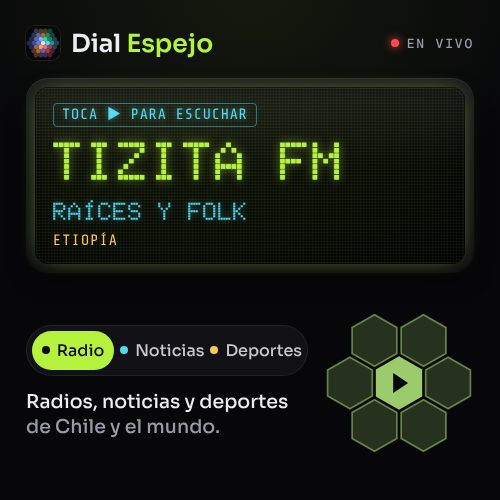 Dial Espejo
EN VIVO
TOCA ▶ PARA ESCUCHAR
TIZITA FM
RAÍCES Y FOLK
ETIOPÍA
Radio Noticias Deportes
Radios, noticias y deportes
de Chile y el mundo.